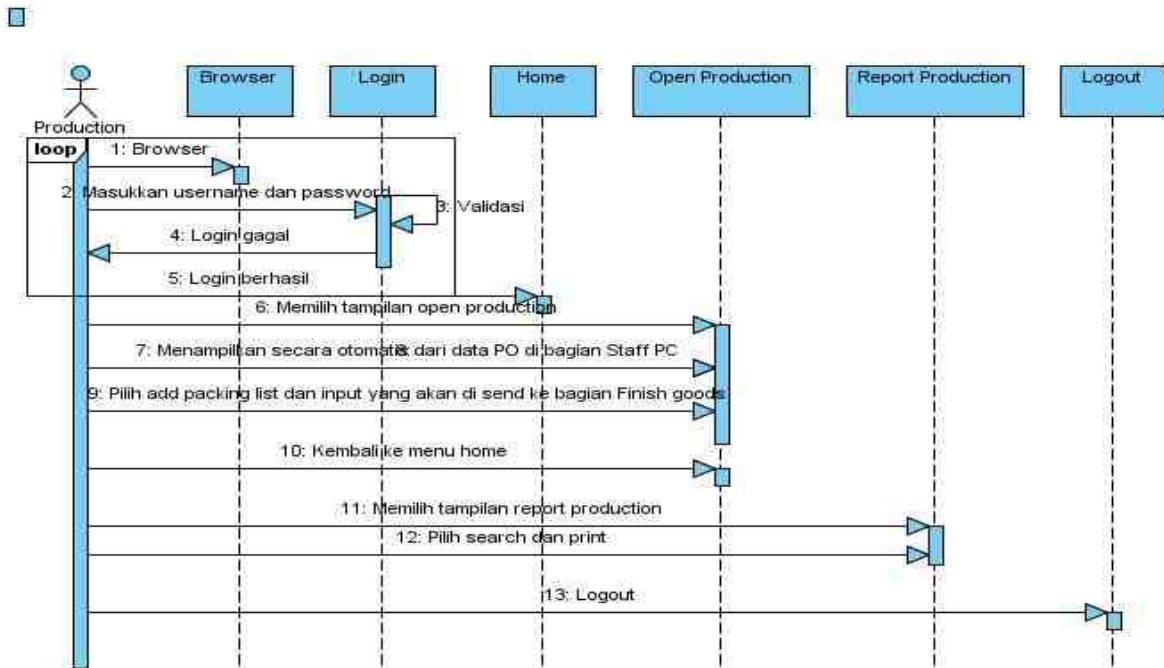 Browser
Login
Home
Open Production
Report Production
Logout
Production
loop
1: Browser
2: Masukkan username dan password
3: Validasi
4: Login gagal
5: Login berhasil
6: Memilih tampilan open production
7: Menampilkan secara otomatis dari data PO di bagian Staff PC
8:
9: Pilih add packing list dan input yang akan di send ke bagian Finish goods
10: Kembali ke menu home
11: Memilih tampilan report production
12: Pilih search dan print
13: Logout